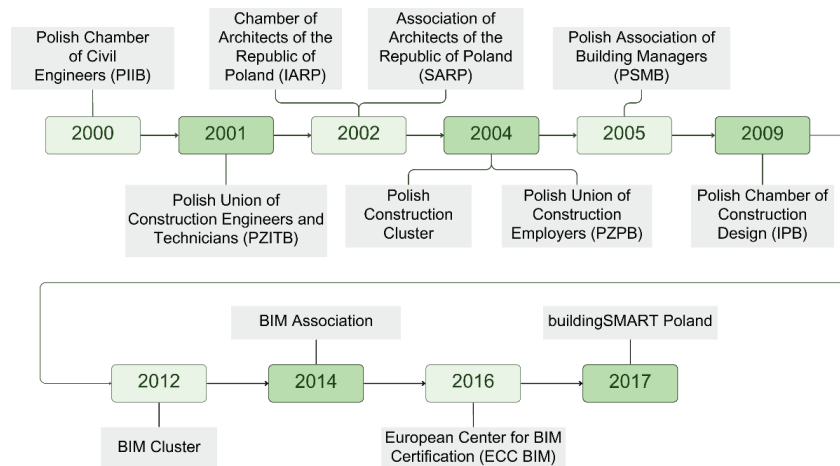 Polish Chamber
of Civil
Engineers (PIIB)
Chamber of
Architects of the
Republic of
Poland (IARP)
Association of
Architects of the
Republic of
Poland (SARP)
Polish Association of
Building Managers
(PSMB)
2000
2001
2002
2004
2005
2009
Polish Union of
Construction Engineers and
Technicians (PZITB)
Polish
Construction
Cluster
Polish Union of
Construction
Employers (PZPB)
Polish Chamber of
Construction
Design (IPB)
BIM Association
buildingSMART Poland
2012
2014
2016
2017
BIM Cluster
European Center for BIM
Certification (ECC BIM)